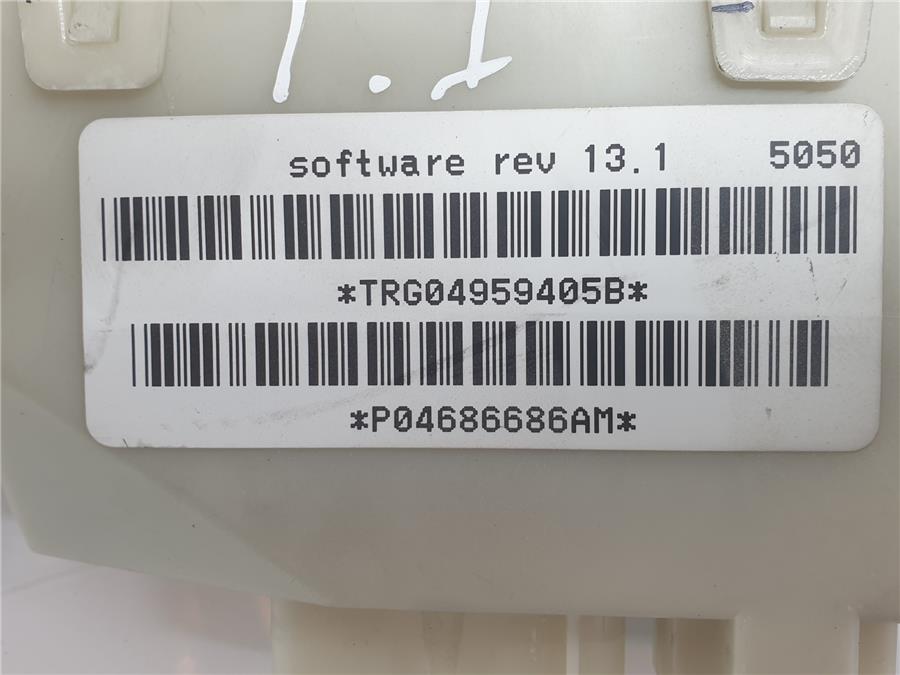 software rev 13.1 5050
*TRG04959405B*
*P04686686AM*